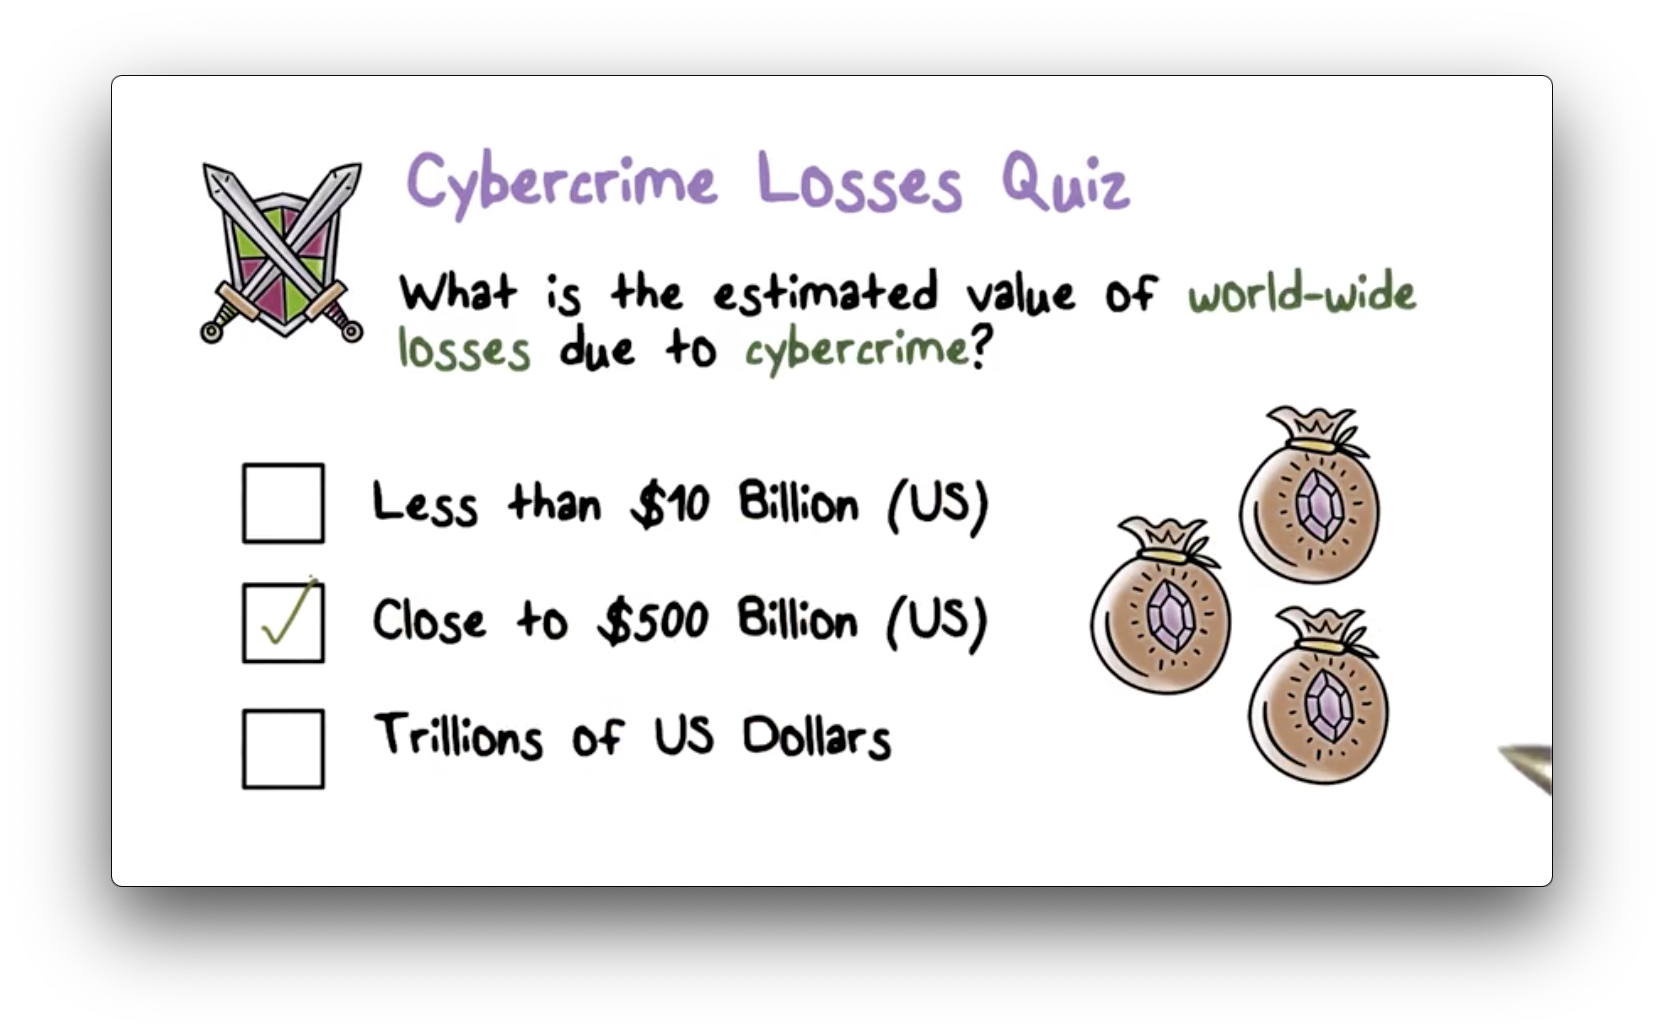 Cybercrime Losses Quiz
What is the estimated value of world-wide
losses due to cybercrime?
Less than $10 Billion (US)
Close to $500 Billion (US)
Trillions of US Dollars